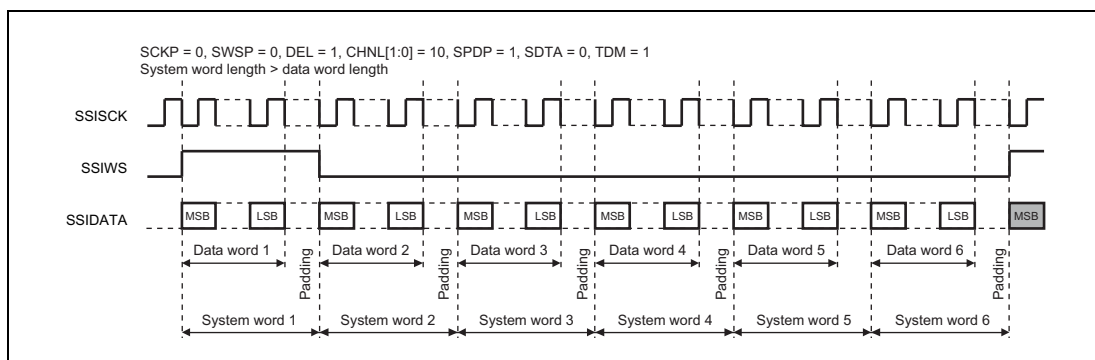 SCKP = 0, SWSP = 0, DEL = 1, CHNL[1:0] = 10, SPDP = 1, SDTA = 0, TDM = 1
System word length > data word length
SSISCK
SSIWS
SSIDATA
MSB LSB MSB LSB MSB LSB MSB LSB MSB LSB MSB LSB MSB
Data word 1 Padding Data word 2 Padding Data word 3 Padding Data word 4 Padding Data word 5 Data word 6 Padding
System word 1 System word 2 System word 3 System word 4 System word 5 System word 6